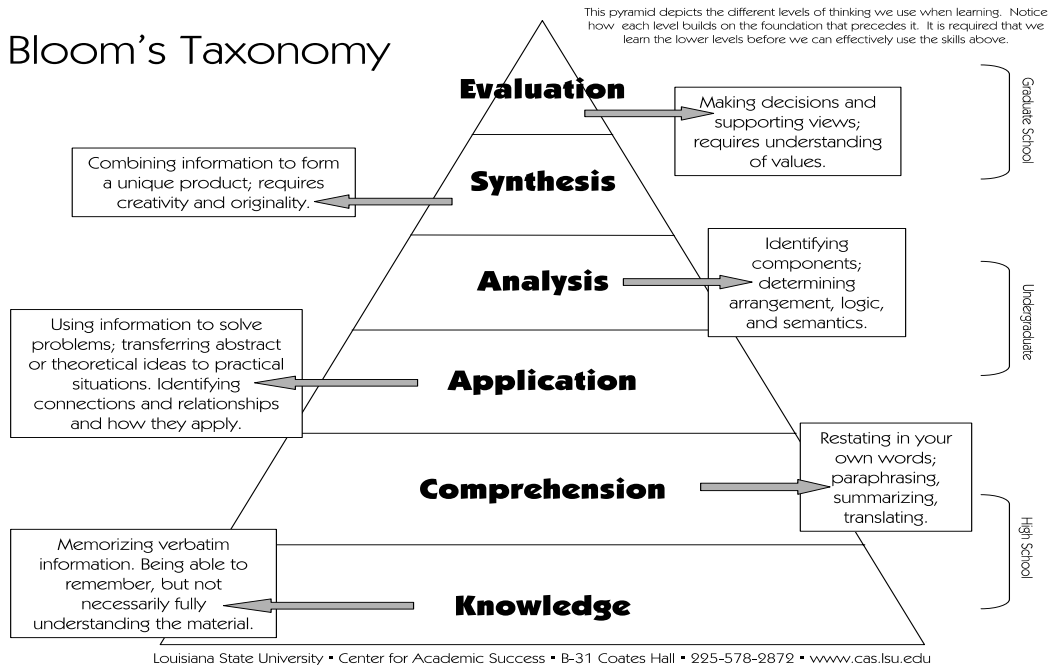 This pyramid depicts the different levels of thinking we use when learning.  Notice
how  each level builds on the foundation that precedes it.  It is required that we
learn the lower levels before we can effectively use the skills above.
Bloom's Taxonomy
Evaluation
Making decisions and
supporting views;
requires understanding
of values.
Graduate School
Combining information to form
a unique product; requires
creativity and originality.
Synthesis
Analysis
Identifying
components;
determining
arrangement, logic,
and semantics.
Undergraduate
Using information to solve
problems; transferring abstract
or theoretical ideas to practical
situations. Identifying
connections and relationships
and how they apply.
Application
Comprehension
Restating in your
own words;
paraphrasing,
summarizing,
translating.
High School
Memorizing verbatim
information. Being able to
remember, but not
necessarily fully
understanding the material.
Knowledge
Louisiana State University ▪ Center for Academic Success ▪ B-31 Coates Hall ▪ 225-578-2872 ▪ www.cas.lsu.edu